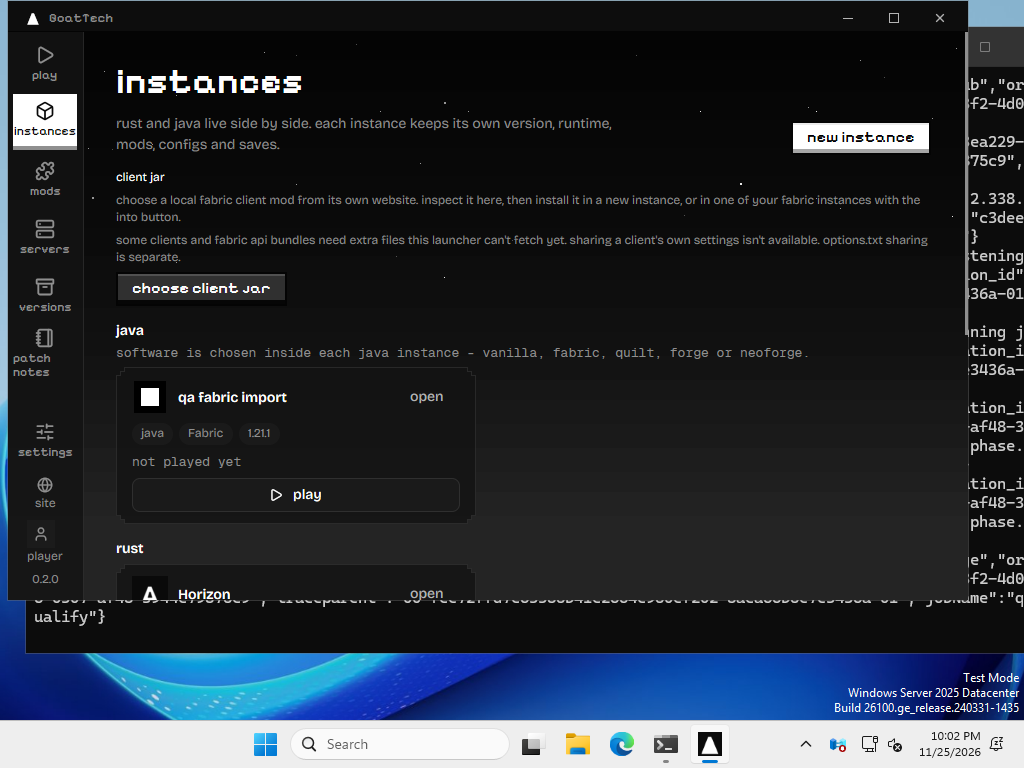 GoatTech
play
instances
mods
servers
versions
patch
notes
settings
site
player
0.2.0
instances
rust and java live side by side. each instance keeps its own version, runtime,
mods, configs and saves.
new instance
client jar
choose a local fabric client mod from its own website. inspect it here, then install it in a new instance, or in one of your fabric instances with the
into button.
some clients and fabric api bundles need extra files this launcher can't fetch yet. sharing a client's own settings isn't available. options.txt sharing
is separate.
choose client jar
java
software is chosen inside each java instance - vanilla, fabric, quilt, forge or neoforge.
qa fabric import
open
java
Fabric
1.21.1
not played yet
play
rust
Horizon
open
ualify"}
Test Mode
Windows Server 2025 Datacenter
Build 26100.ge_release.240331-1435
Search
10:02 PM
11/25/2026